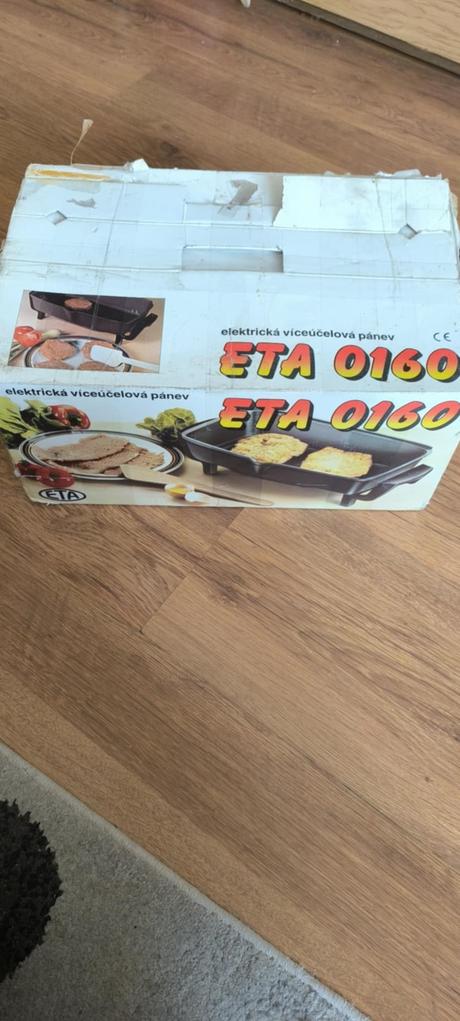 elektrická víceúčelová pánev
CE
ETA 0160
elektrická víceúčelová pánev
ETA 0160
ETA